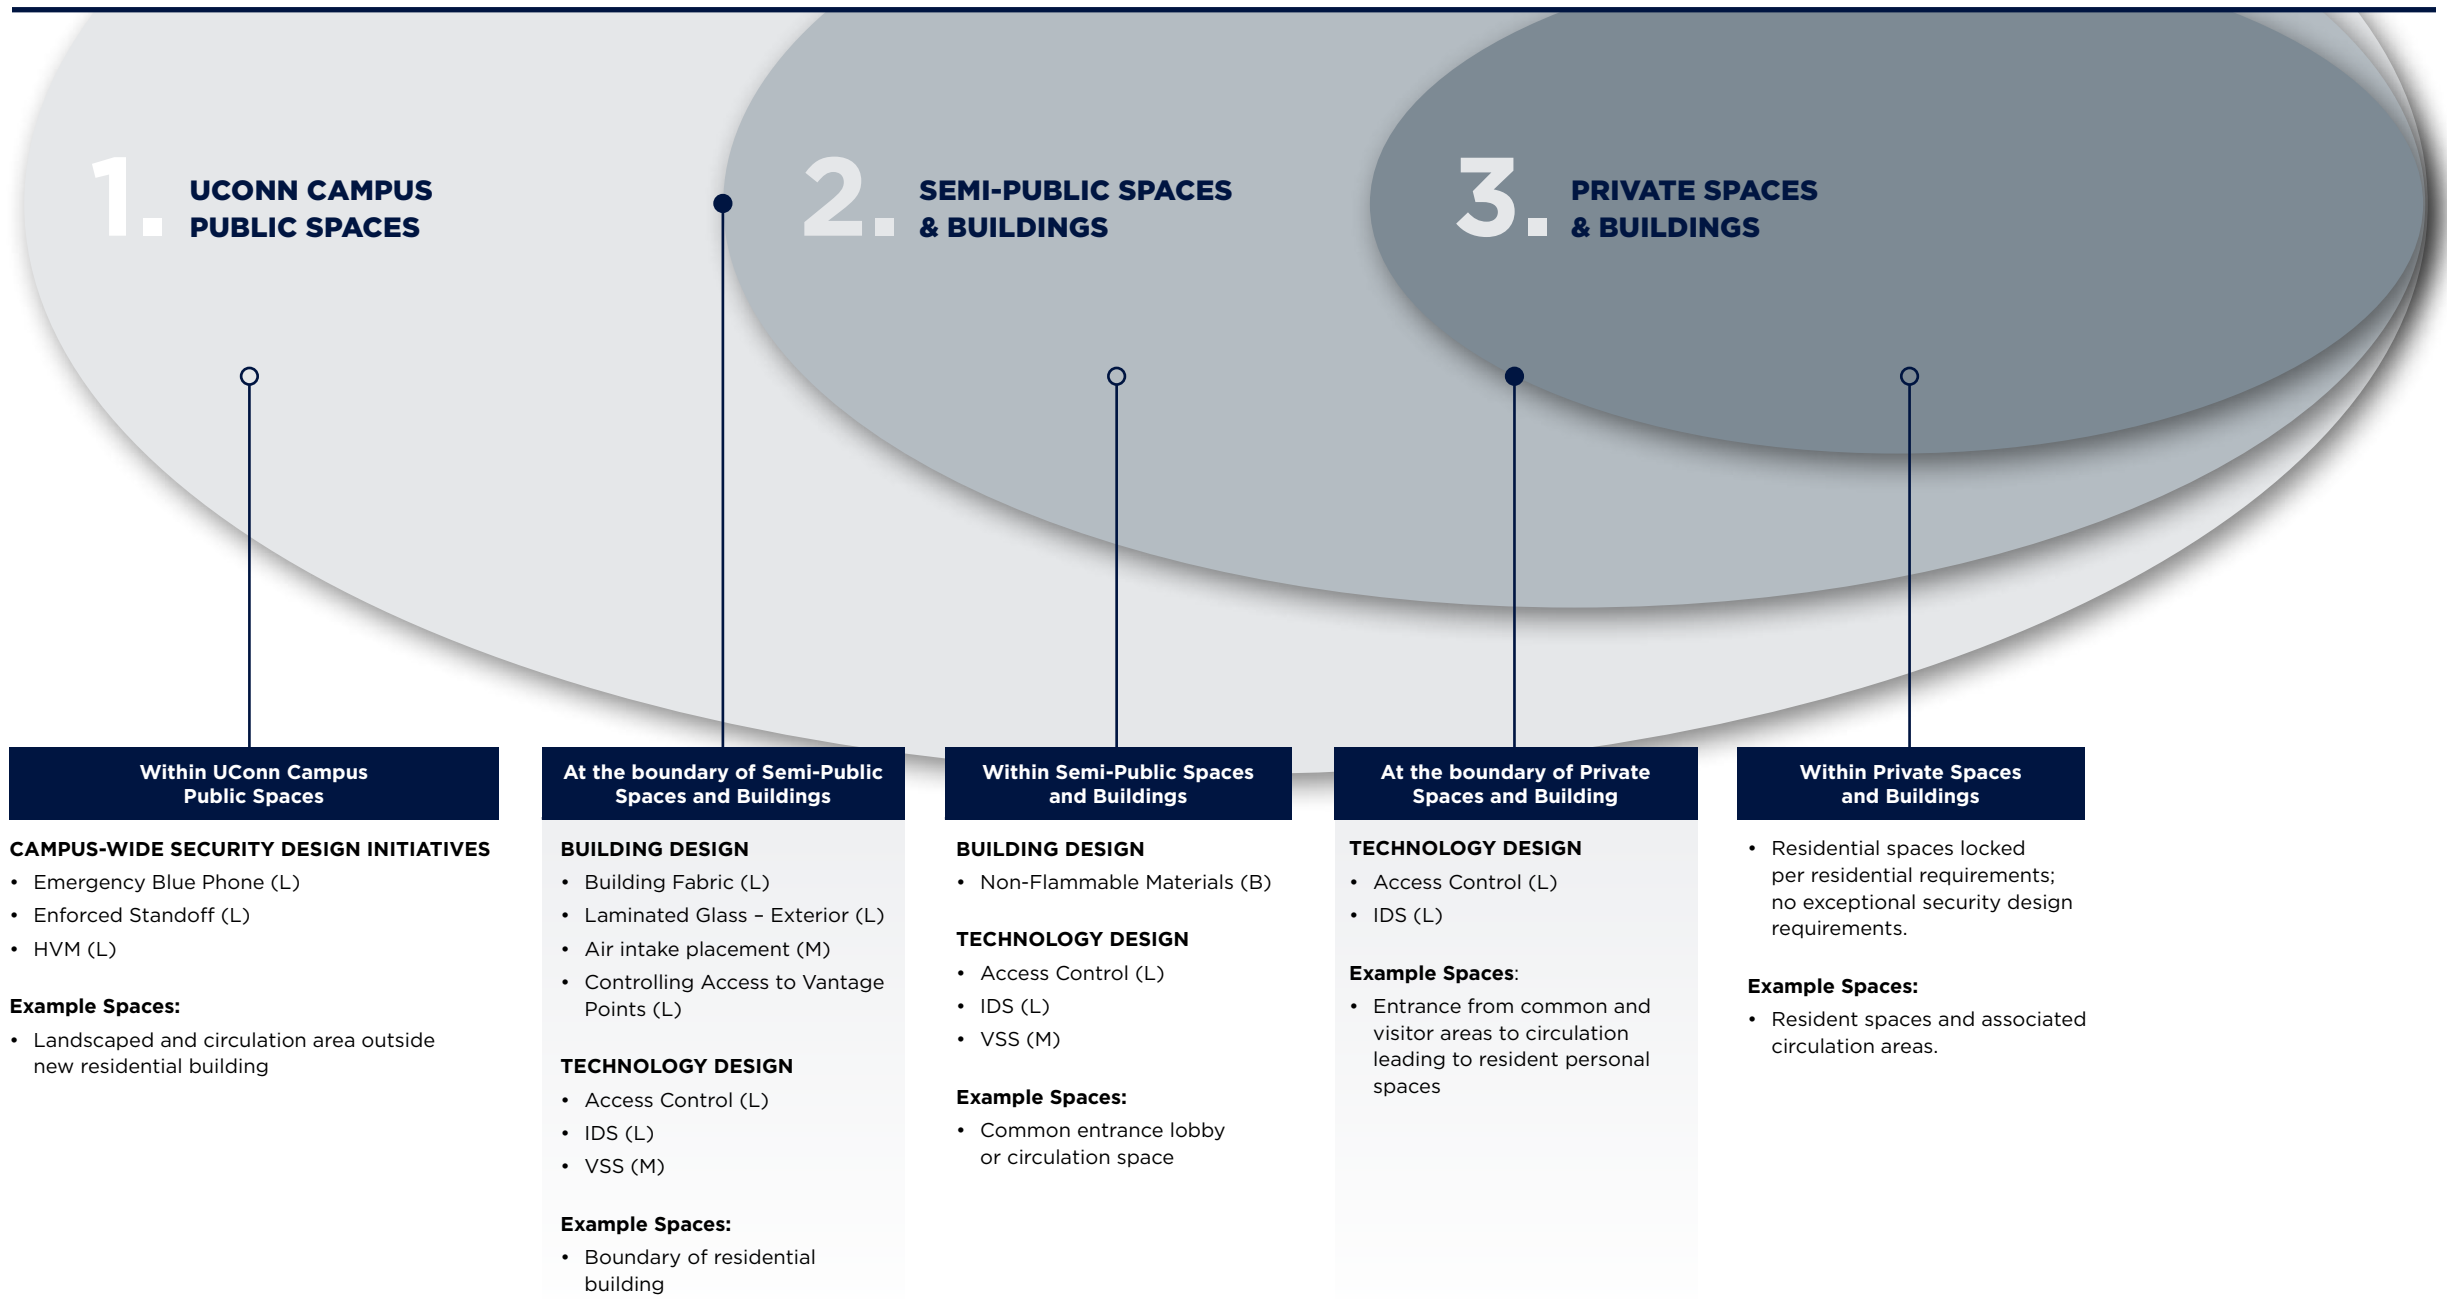 1.
UCONN CAMPUS
PUBLIC SPACES
2.
SEMI-PUBLIC SPACES
& BUILDINGS
3.
PRIVATE SPACES
& BUILDINGS
Within UConn Campus
Public Spaces
CAMPUS-WIDE SECURITY DESIGN INITIATIVES
• Emergency Blue Phone (L)
• Enforced Standoff (L)
• HVM (L)
Example Spaces:
• Landscaped and circulation area outside
new residential building
At the boundary of Semi-Public
Spaces and Buildings
BUILDING DESIGN
• Building Fabric (L)
• Laminated Glass – Exterior (L)
• Air intake placement (M)
• Controlling Access to Vantage
Points (L)
TECHNOLOGY DESIGN
• Access Control (L)
• IDS (L)
• VSS (M)
Example Spaces:
• Boundary of residential
building
Within Semi-Public Spaces
and Buildings
BUILDING DESIGN
• Non-Flammable Materials (B)
TECHNOLOGY DESIGN
• Access Control (L)
• IDS (L)
• VSS (M)
Example Spaces:
• Common entrance lobby
or circulation space
At the boundary of Private
Spaces and Building
TECHNOLOGY DESIGN
• Access Control (L)
• IDS (L)
Example Spaces:
• Entrance from common and
visitor areas to circulation
leading to resident personal
spaces
Within Private Spaces
and Buildings
• Residential spaces locked
per residential requirements;
no exceptional security design
requirements.
Example Spaces:
• Resident spaces and associated
circulation areas.